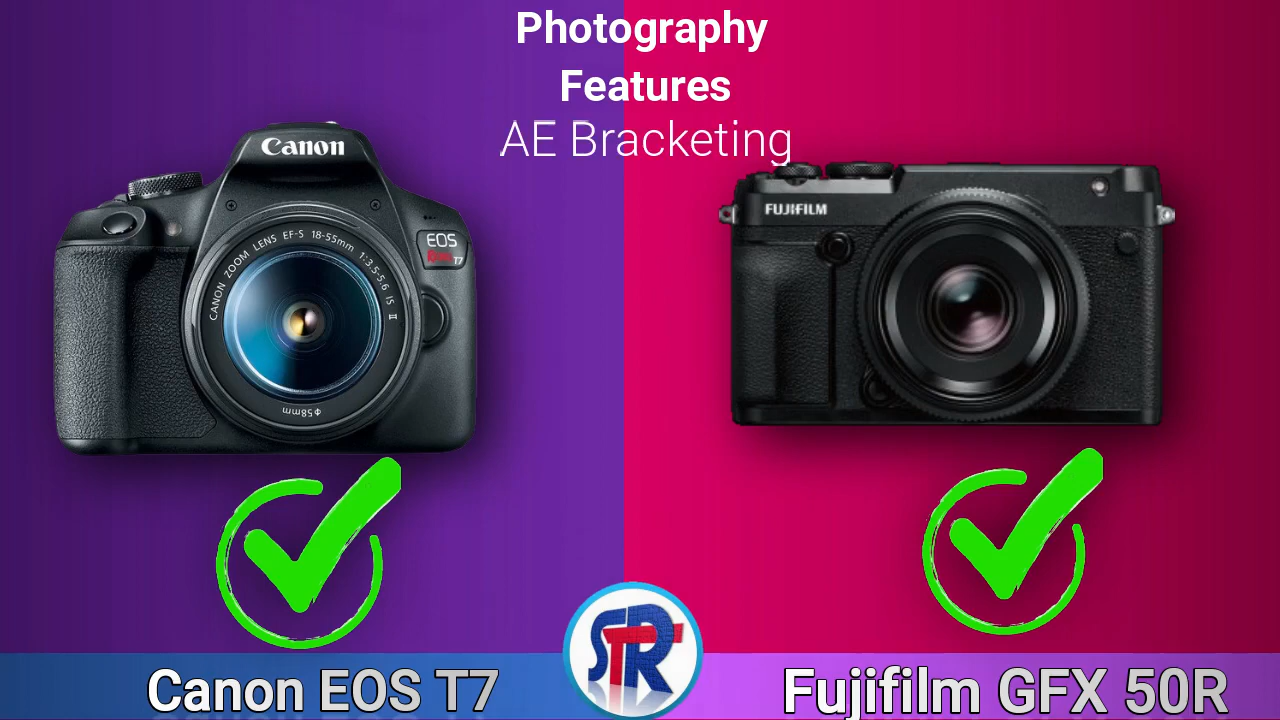 Photography
Features
AE Bracketing
Canon
EOS
T7
CANON ZOOM LENS EF-S 18-55mm 1:3.5-5.6 IS II
ϕ58mm
FUJIFILM
STR
Canon EOS T7
Fujifilm GFX 50R